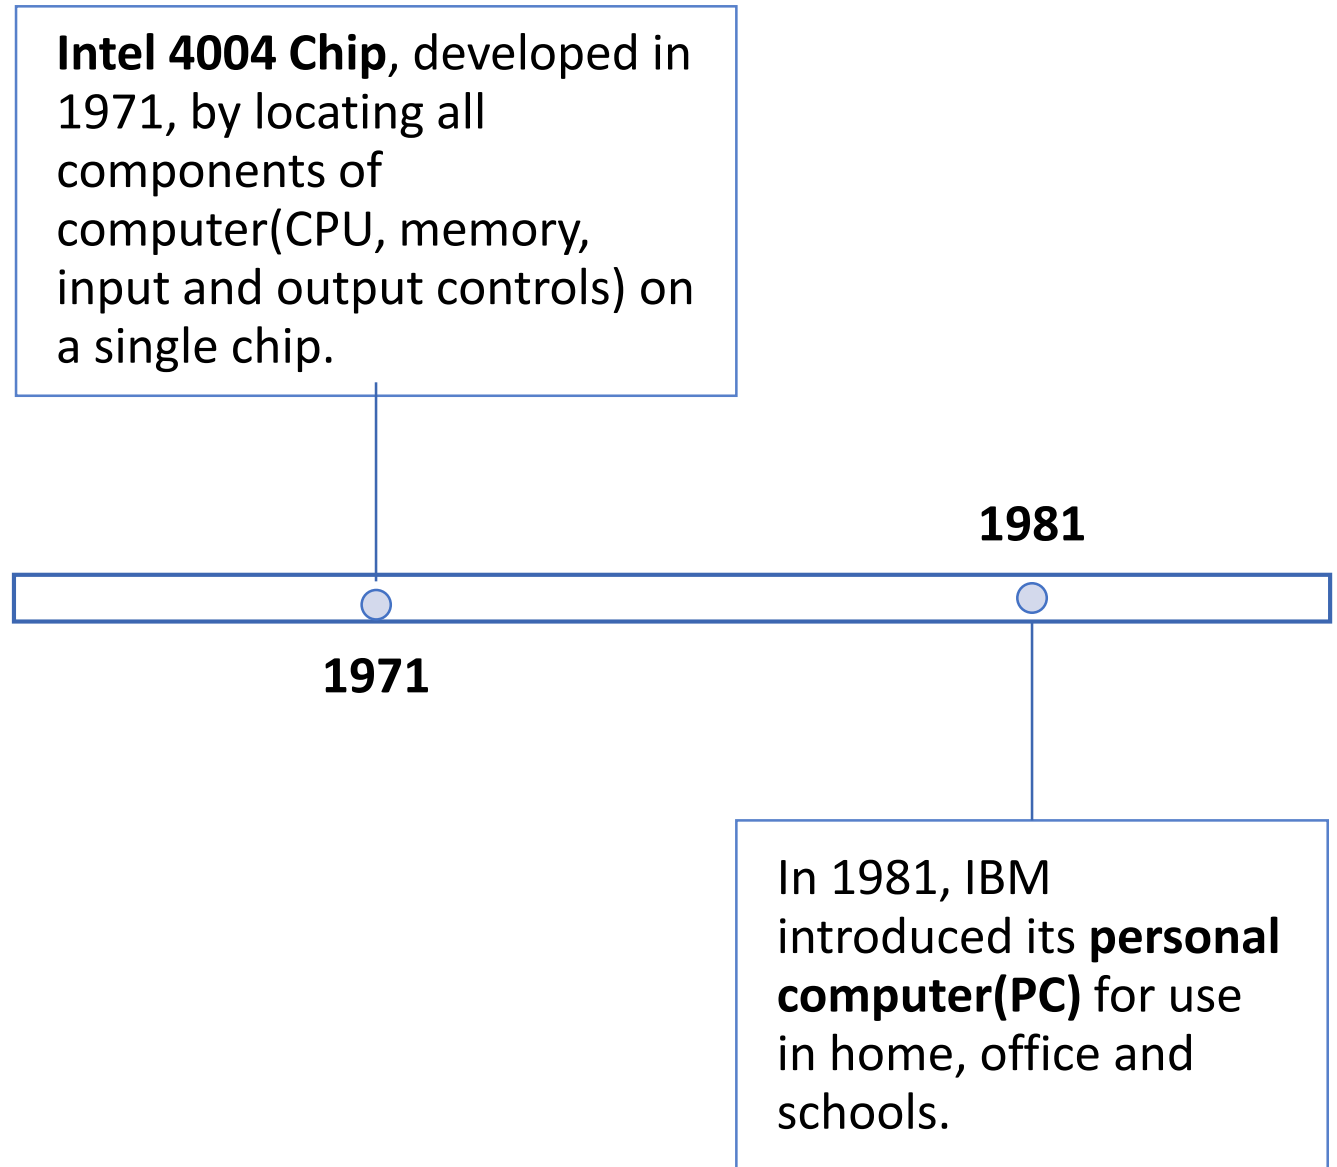 Intel 4004 Chip, developed in
1971, by locating all
components of
computer(CPU, memory,
input and output controls) on
a single chip.
1981
1971
In 1981, IBM
introduced its personal
computer(PC) for use
in home, office and
schools.